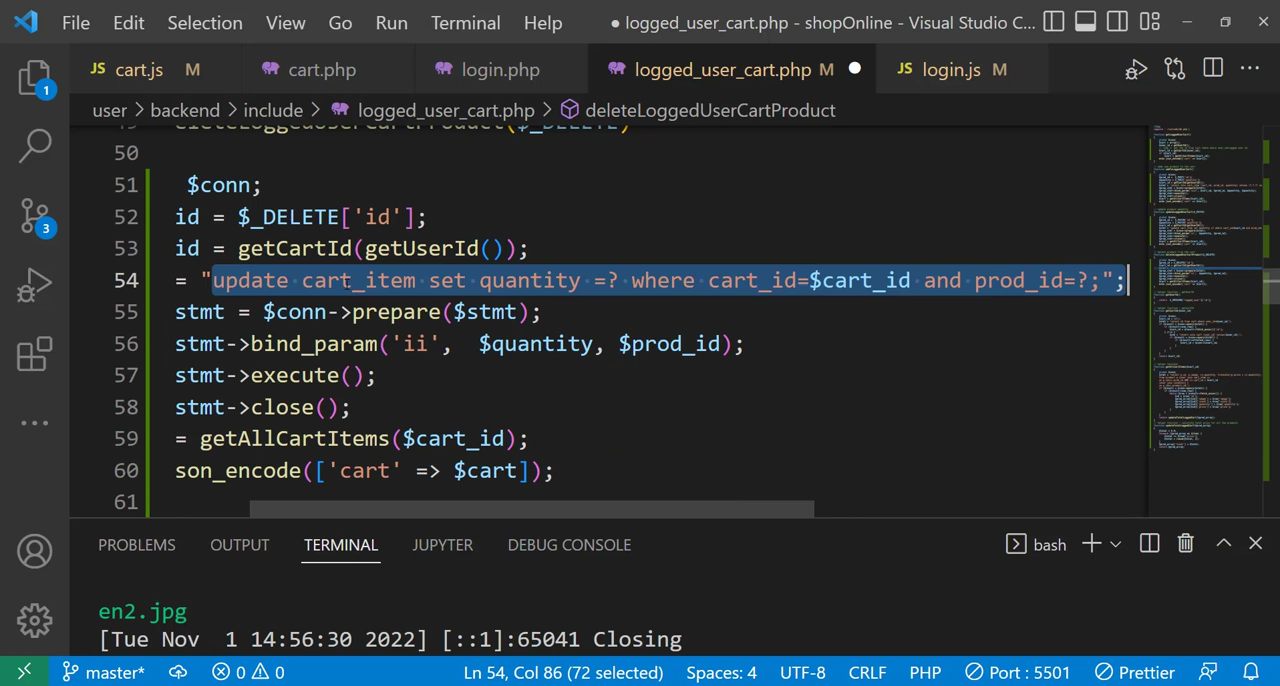 File Edit Selection View Go Run Terminal Help ● logged_user_cart.php - shopOnline - Visual Studio C...
JS cart.js M cart.php login.php logged_user_cart.php M JS login.js M
user > backend > include > logged_user_cart.php > deleteLoggedUserCartProduct
50
51 $conn;
52 id = $_DELETE['id'];
53 id = getCartId(getUserId());
54 = "update cart_item set quantity =? where cart_id=$cart_id and prod_id=?;";
55 stmt = $conn->prepare($stmt);
56 stmt->bind_param('ii', $quantity, $prod_id);
57 stmt->execute();
58 stmt->close();
59 = getAllCartItems($cart_id);
60 son_encode(['cart' => $cart]);
61
1
3
PROBLEMS OUTPUT TERMINAL JUPYTER DEBUG CONSOLE bash
en2.jpg
[Tue Nov  1 14:56:30 2022] [::1]:65041 Closing
master* 0 0 Ln 54, Col 86 (72 selected) Spaces: 4 UTF-8 CRLF PHP Port : 5501 Prettier